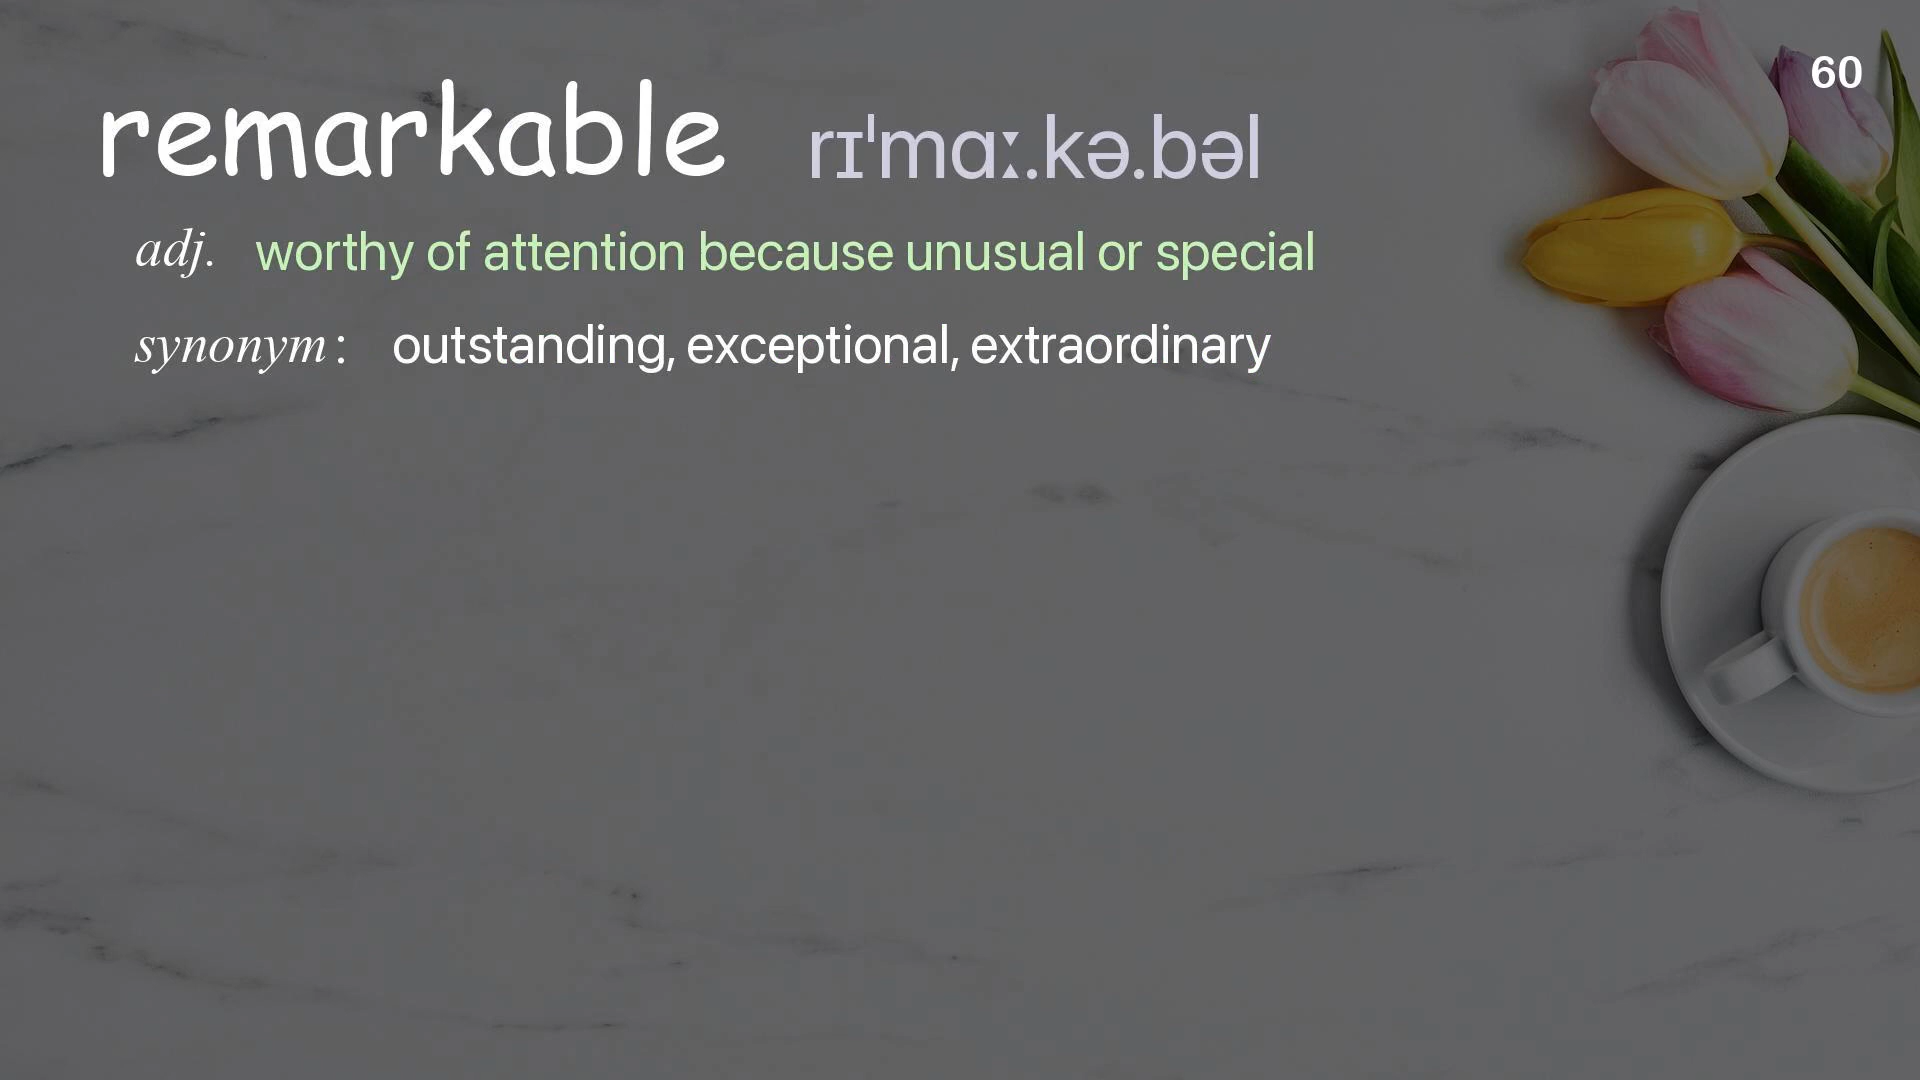 60
remarkable rɪˈmɑː.kə.bəl
adj. worthy of attention because unusual or special
synonym : outstanding, exceptional, extraordinary